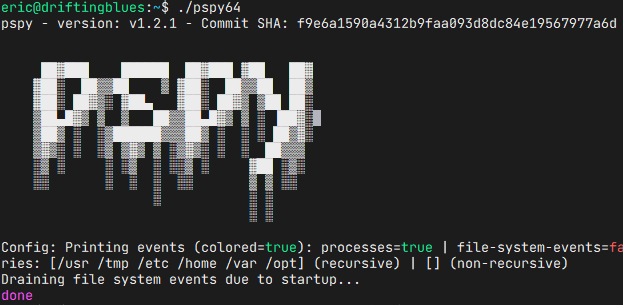 eric@driftingblues:~$ ./pspy64
pspy - version: v1.2.1 - Commit SHA: f9e6a1590a4312b9faa093d8dc84e19567977a6d
PSPY
Config: Printing events (colored=true): processes=true | file-system-events=fa
ries: [/usr /tmp /etc /home /var /opt] (recursive) | [] (non-recursive)
Draining file system events due to startup...
done